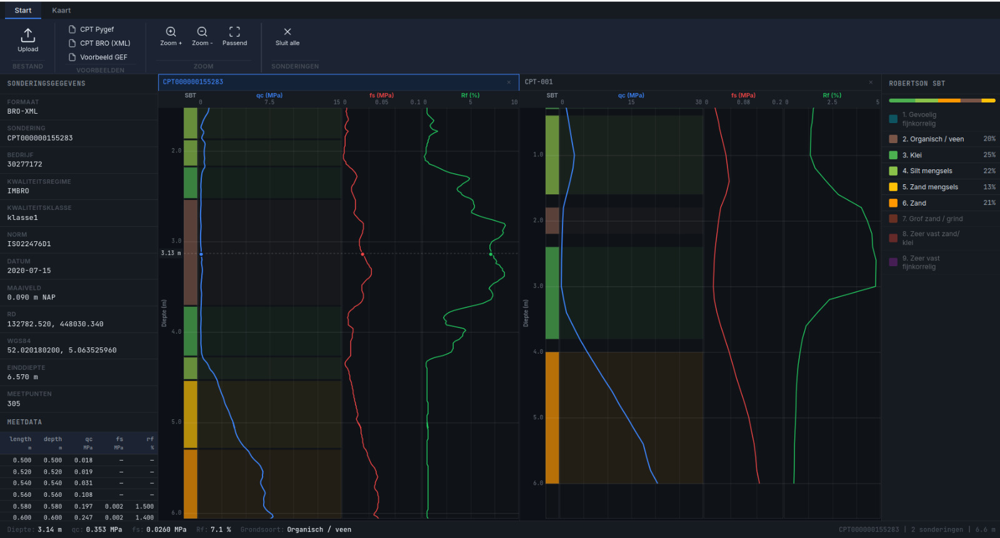 Start
Kaart
Upload
BESTAND
CPT Pygef
CPT BRO (XML)
Voorbeeld GEF
VOORBEELDEN
Zoom +
Zoom -
Passend
ZOOM
Sluit alle
SONDERINGEN
SONDERINGSGEGEVENS
FORMAAT
BRO-XML
SONDERING
CPT000000155283
BEDRIJF
30277172
KWALITEITSREGIME
IMBRO
KWALITEITSKLASSE
klasse1
NORM
ISO22476D1
DATUM
2020-07-15
MAAIVELD
0.090 m NAP
RD
132782.520, 448030.340
WGS84
52.020180200, 5.063525960
EINDDIEPTE
6.570 m
MEETPUNTEN
305
MEETDATA
length depth qc fs rf
m m MPa MPa %
0.500 0.500 0.018 — —
0.520 0.520 0.019 — —
0.540 0.540 0.031 — —
0.560 0.560 0.108 — —
0.580 0.580 0.197 0.002 1.500
0.600 0.600 0.247 0.002 1.400
CPT000000155283 ×
SBT qc (MPa) fs (MPa) Rf (%)
0 7.5 15 0 0.05 0.1 0 5 10
2.0
3.0
3.13 m
Diepte (m)
4.0
5.0
6.0
CPT-001 ×
SBT qc (MPa) fs (MPa) Rf (%)
0 15 30 0 0.08 0.2 0 2.5 5
1.0
2.0
3.0
Diepte (m)
4.0
5.0
6.0
ROBERTSON SBT
1. Gevoelig
fijnkorrelig
2. Organisch / veen 20%
3. Klei 25%
4. Silt mengsels 22%
5. Zand mengsels 13%
6. Zand 21%
7. Grof zand / grind
8. Zeer vast zand/
klei
9. Zeer vast
fijnkorrelig
Diepte: 3.14 m qc: 0.353 MPa fs: 0.0260 MPa Rf: 7.1 % Grondsoort: Organisch / veen
CPT000000155283 | 2 sonderingen | 6.6 m